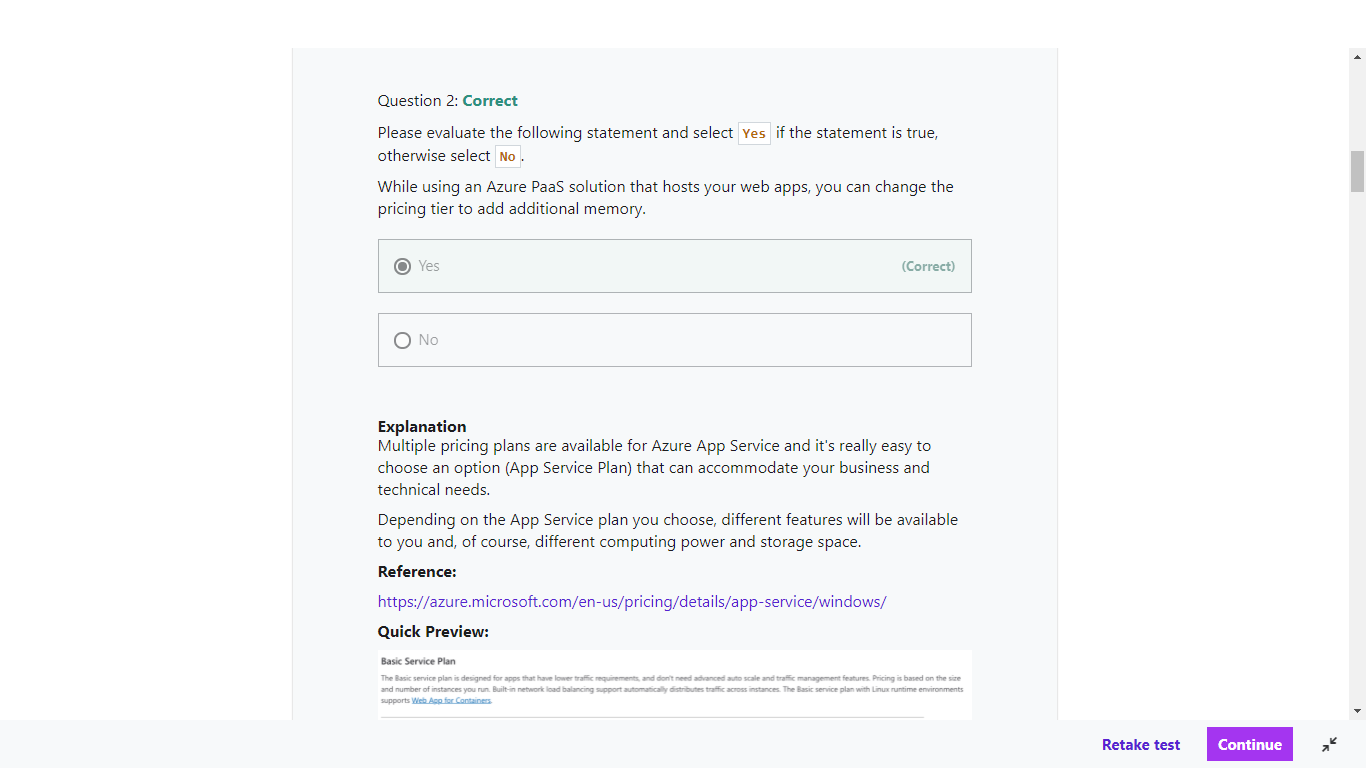 Question 2: Correct
Please evaluate the following statement and select Yes if the statement is true,
otherwise select No.
While using an Azure PaaS solution that hosts your web apps, you can change the
pricing tier to add additional memory.
Yes (Correct)
No
Explanation
Multiple pricing plans are available for Azure App Service and it's really easy to
choose an option (App Service Plan) that can accommodate your business and
technical needs.
Depending on the App Service plan you choose, different features will be available
to you and, of course, different computing power and storage space.
Reference:
https://azure.microsoft.com/en-us/pricing/details/app-service/windows/
Quick Preview:
Basic Service Plan
The Basic service plan is designed for apps that have lower traffic requirements, and don't need advanced auto scale and traffic management features. Pricing is based on the size
and number of instances you run. Built-in network load balancing support automatically distributes traffic across instances. The Basic service plan with Linux runtime environments
supports Web App for Containers.
Retake test Continue